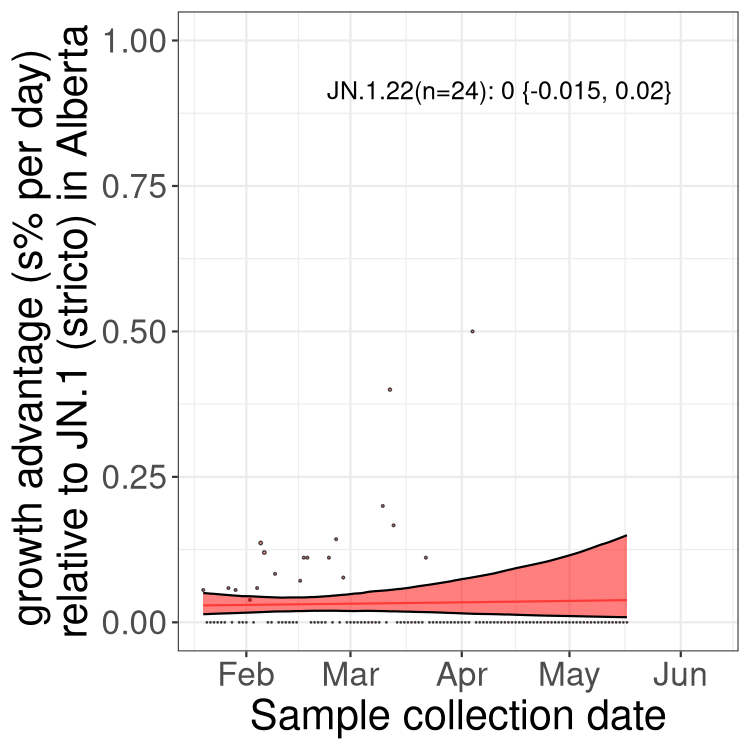 growth advantage (s% per day)
relative to JN.1 (stricto) in Alberta
1.00
0.75
0.50
0.25
0.00
JN.1.22(n=24): 0 {-0.015, 0.02}
Feb Mar Apr May Jun
Sample collection date